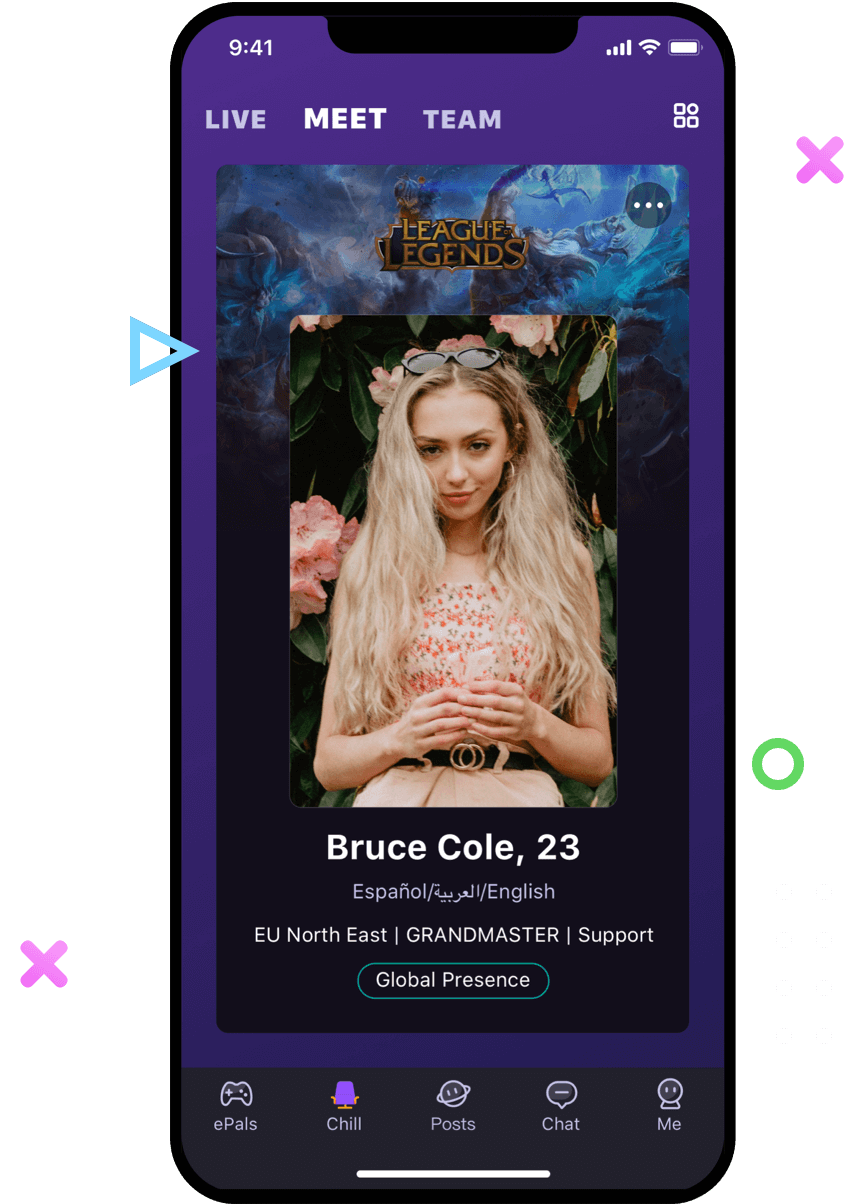 9:41
LIVE MEET TEAM
LEAGUE OF
LEGENDS
Bruce Cole, 23
Español/العربية/English
EU North East | GRANDMASTER | Support
Global Presence
ePals Chill Posts Chat Me